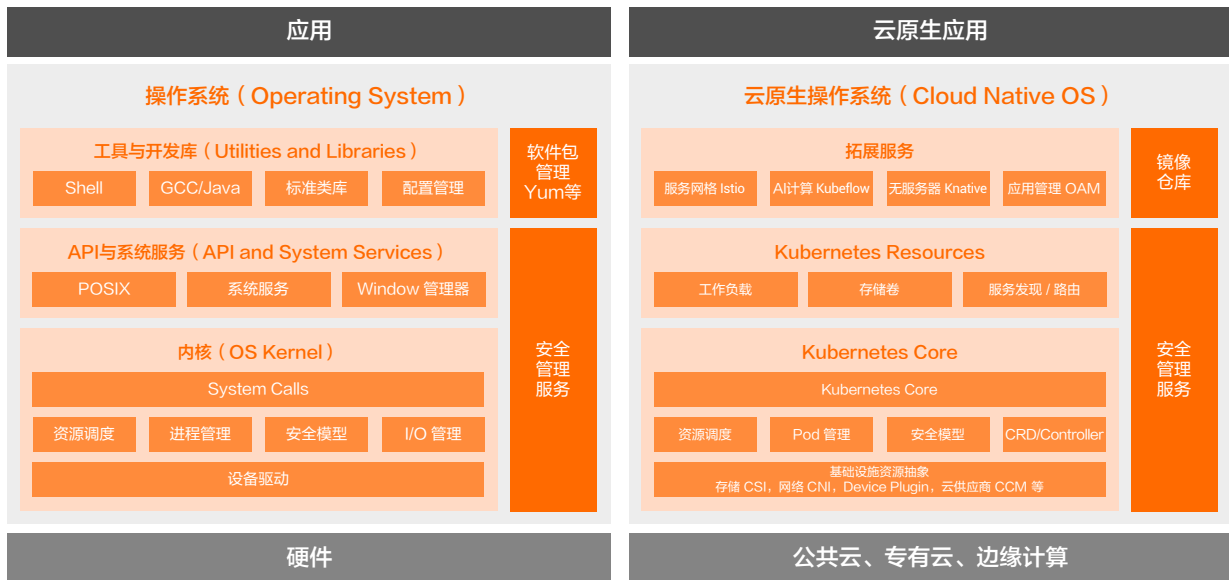 应用
操作系统（Operating System）
工具与开发库（Utilities and Libraries）
Shell
GCC/Java
标准类库
配置管理
软件包
管理
Yum等
API与系统服务（API and System Services）
POSIX
系统服务
Window 管理器
内核（OS Kernel）
System Calls
资源调度
进程管理
安全模型
I/O 管理
设备驱动
安全
管理
服务
硬件
云原生应用
云原生操作系统（Cloud Native OS）
拓展服务
服务网格 Istio
AI计算 Kubeflow
无服务器 Knative
应用管理 OAM
镜像
仓库
Kubernetes Resources
工作负载
存储卷
服务发现 / 路由
Kubernetes Core
Kubernetes Core
资源调度
Pod 管理
安全模型
CRD/Controller
基础设施资源抽象
存储 CSI，网络 CNI，Device Plugin，云供应商 CCM 等
安全
管理
服务
公共云、专有云、边缘计算